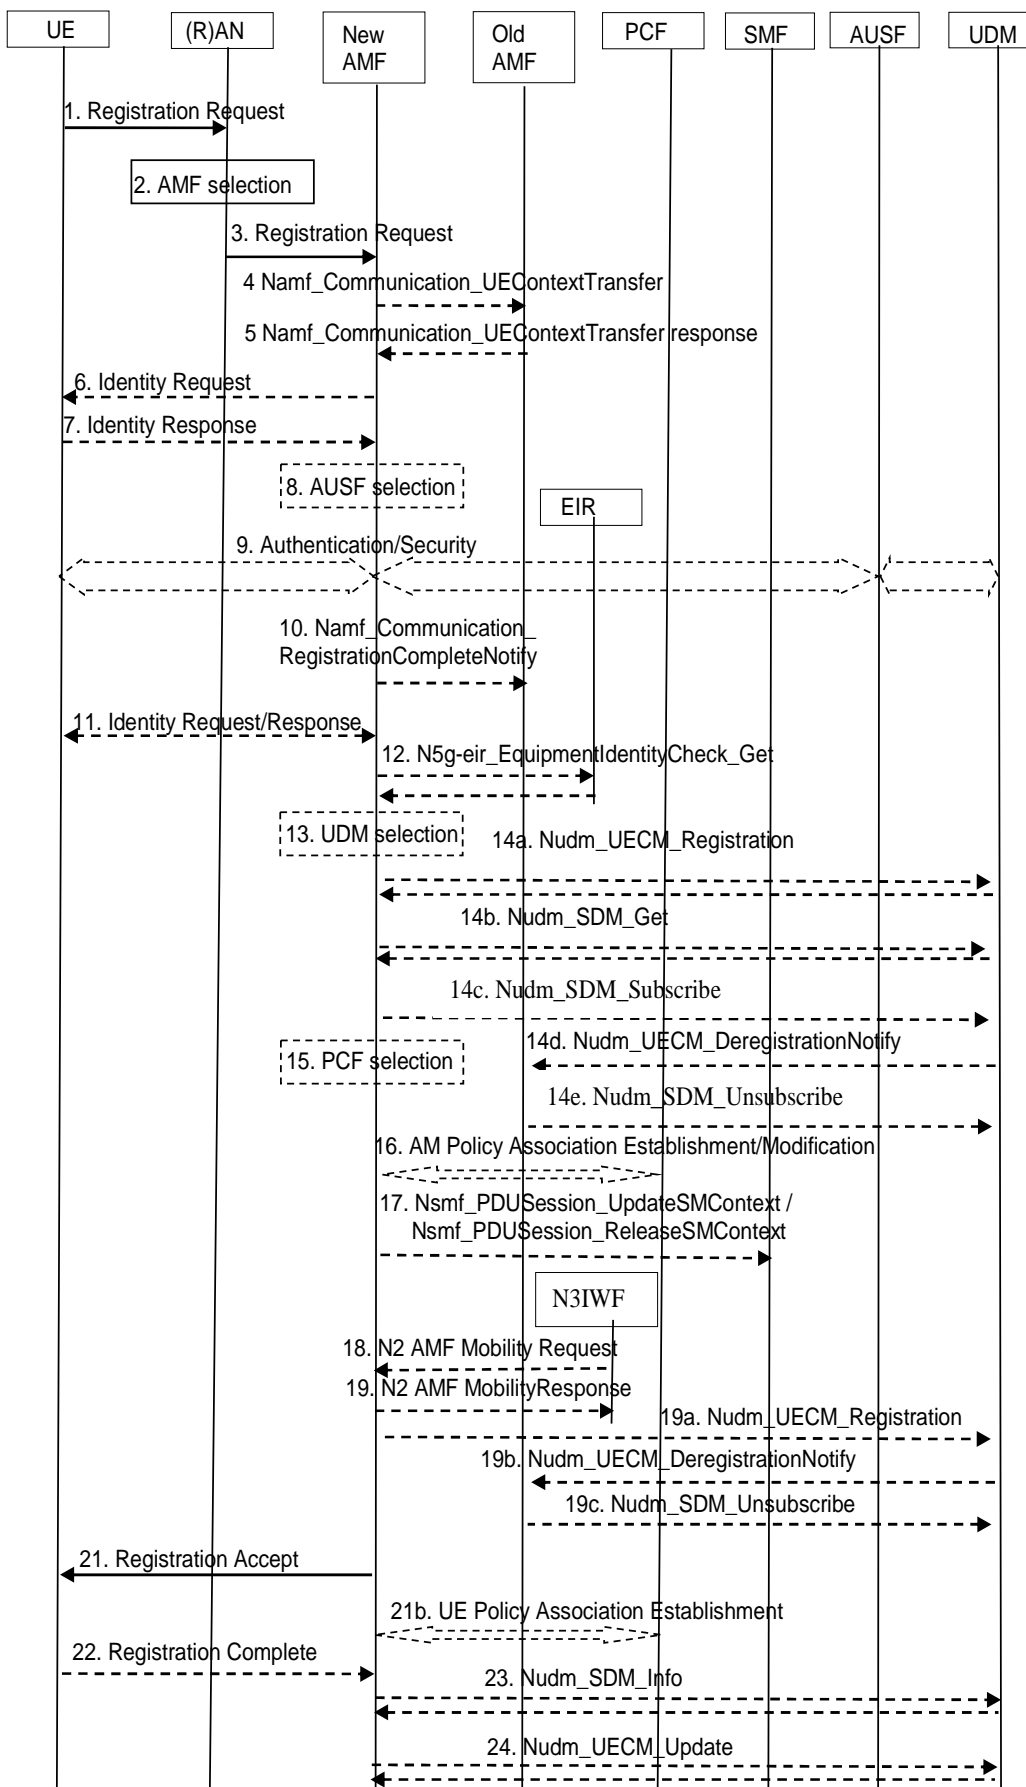 UE
(R)AN
New
AMF
Old
AMF
PCF
SMF
AUSF
UDM
1. Registration Request
2. AMF selection
3. Registration Request
4 Namf_Communication_UEContextTransfer
5 Namf_Communication_UEContextTransfer response
6. Identity Request
7. Identity Response
8. AUSF selection
EIR
9. Authentication/Security
10. Namf_Communication_
RegistrationCompleteNotify
11. Identity Request/Response
12. N5g-eir_EquipmentIdentityCheck_Get
13. UDM selection
14a. Nudm_UECM_Registration
14b. Nudm_SDM_Get
14c. Nudm_SDM_Subscribe
14d. Nudm_UECM_DeregistrationNotify
15. PCF selection
14e. Nudm_SDM_Unsubscribe
16. AM Policy Association Establishment/Modification
17. Nsmf_PDUSession_UpdateSMContext /
Nsmf_PDUSession_ReleaseSMContext
N3IWF
18. N2 AMF Mobility Request
19. N2 AMF MobilityResponse
19a. Nudm_UECM_Registration
19b. Nudm_UECM_DeregistrationNotify
19c. Nudm_SDM_Unsubscribe
21. Registration Accept
21b. UE Policy Association Establishment
22. Registration Complete
23. Nudm_SDM_Info
24. Nudm_UECM_Update